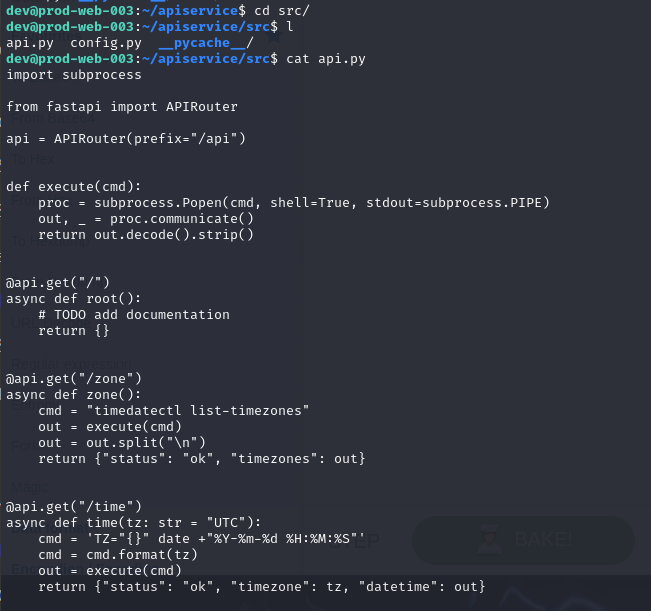 dev@prod-web-003:~/apiservice$ cd src/
dev@prod-web-003:~/apiservice/src$ l
api.py  config.py  __pycache__/
dev@prod-web-003:~/apiservice/src$ cat api.py
import subprocess

from fastapi import APIRouter

api = APIRouter(prefix="/api")


def execute(cmd):
    proc = subprocess.Popen(cmd, shell=True, stdout=subprocess.PIPE)
    out, _ = proc.communicate()
    return out.decode().strip()


@api.get("/")
async def root():
    # TODO add documentation
    return {}


@api.get("/zone")
async def zone():
    cmd = "timedatectl list-timezones"
    out = execute(cmd)
    out = out.split("\n")
    return {"status": "ok", "timezones": out}


@api.get("/time")
async def time(tz: str = "UTC"):
    cmd = 'TZ="{}" date +"%Y-%m-%d %H:%M:%S"'
    cmd = cmd.format(tz)
    out = execute(cmd)
    return {"status": "ok", "timezone": tz, "datetime": out}
BAKE!